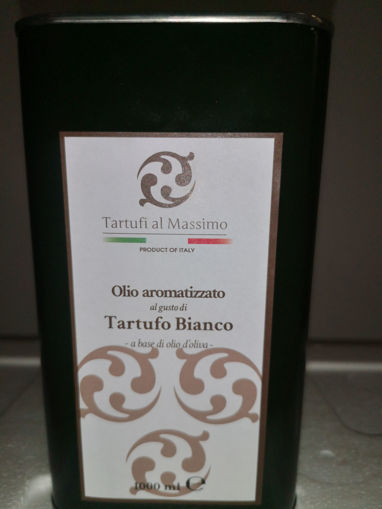 Tartufi al Massimo
PRODUCT OF ITALY
Olio aromatizzato
al gusto di
Tartufo Bianco
- a base di olio d'oliva -
1000 ml ℮